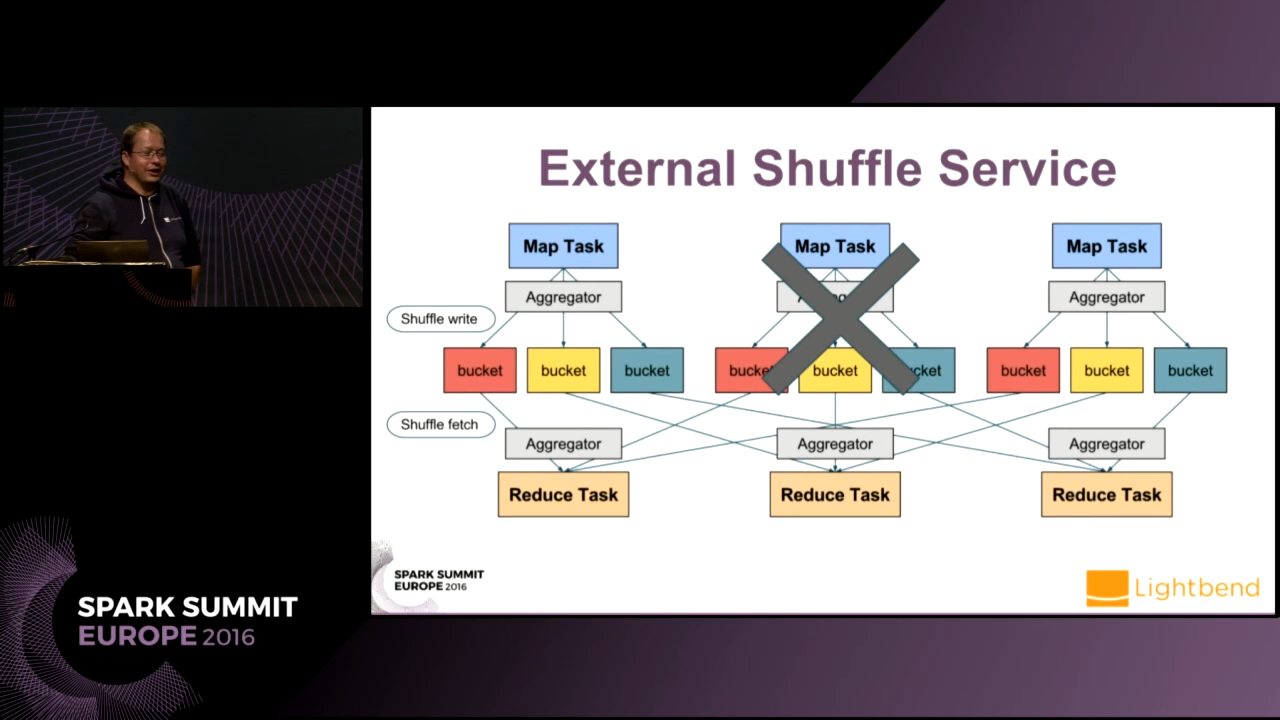 External Shuffle Service
Map Task
Map Task
Map Task
Aggregator
Aggregator
Shuffle write
bucket
bucket
bucket
bucket
bucket
bucket
bucket
bucket
Shuffle fetch
Aggregator
Aggregator
Aggregator
Reduce Task
Reduce Task
Reduce Task
SPARK SUMMIT
EUROPE 2016
Lightbend
SPARK SUMMIT
EUROPE 2016